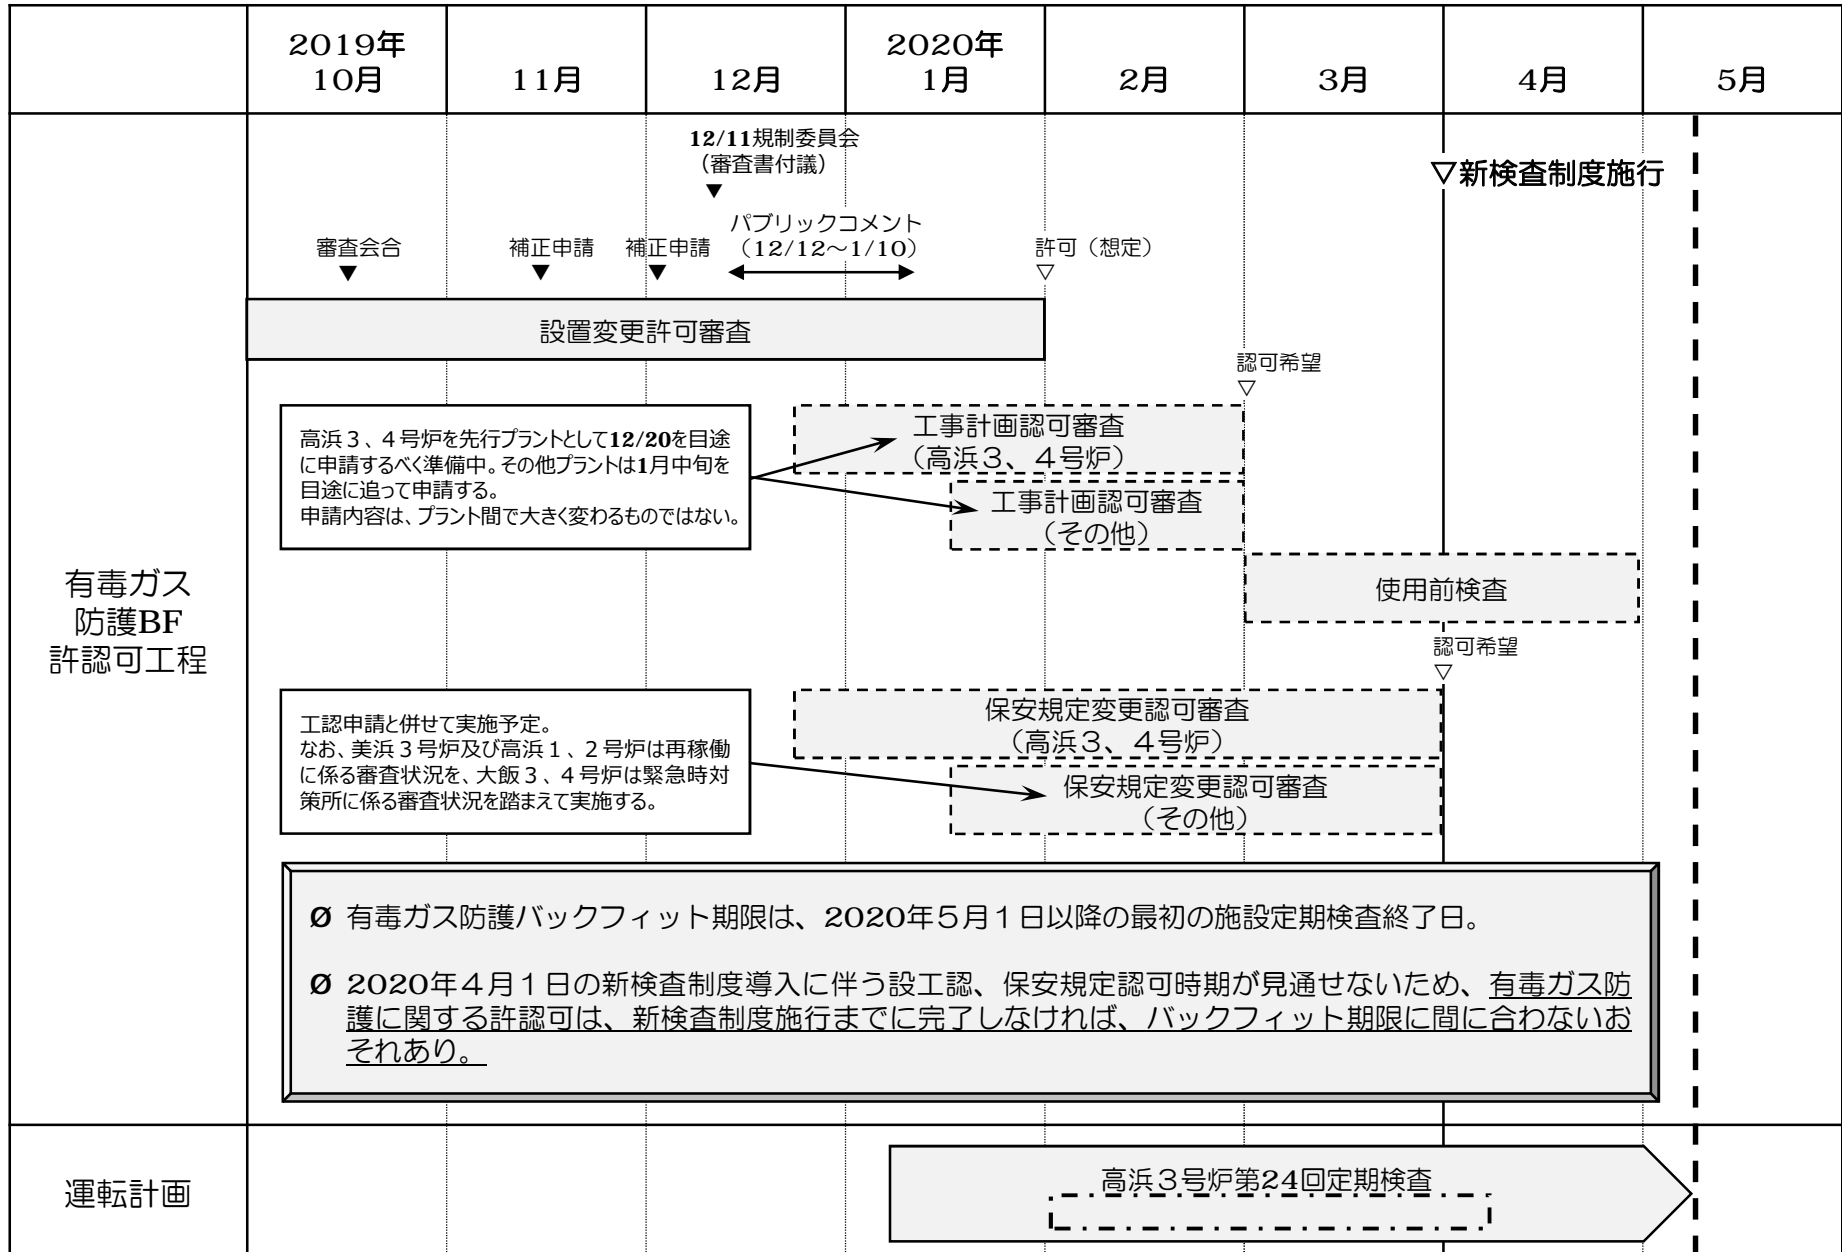 2019年
10月
11月
12月
2020年
1月
2月
3月
4月
5月
12/11規制委員会
（審査書付議）
▼
▽新検査制度施行
パブリックコメント
（12/12～1/10）
審査会合
▼
補正申請
▼
補正申請
▼
許可（想定）
▽
設置変更許可審査
認可希望
▽
高浜３、４号炉を先行プラントとして12/20を目途
に申請するべく準備中。その他プラントは1月中旬を
目途に追って申請する。
申請内容は、プラント間で大きく変わるものではない。
工事計画認可審査
（高浜３、４号炉）
工事計画認可審査
（その他）
有毒ガス
防護BF
許認可工程
使用前検査
認可希望
▽
工認申請と併せて実施予定。
なお、美浜３号炉及び高浜１、２号炉は再稼働
に係る審査状況を、大飯３、４号炉は緊急時対
策所に係る審査状況を踏まえて実施する。
保安規定変更認可審査
（高浜３、４号炉）
保安規定変更認可審査
（その他）
Ø 有毒ガス防護バックフィット期限は、2020年５月１日以降の最初の施設定期検査終了日。
Ø 2020年４月１日の新検査制度導入に伴う設工認、保安規定認可時期が見通せないため、有毒ガス防
護に関する許認可は、新検査制度施行までに完了しなければ、バックフィット期限に間に合わないお
それあり。
運転計画
高浜３号炉第24回定期検査